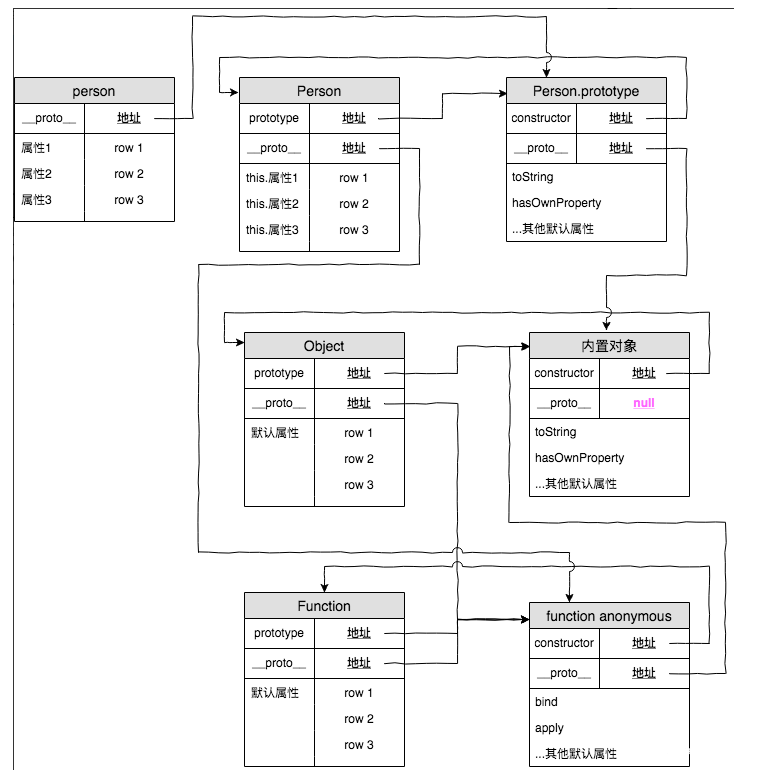 person
__proto__ 地址
属性1 row 1
属性2 row 2
属性3 row 3
Person
prototype 地址
__proto__ 地址
this.属性1 row 1
this.属性2 row 2
this.属性3 row 3
Person.prototype
constructor 地址
__proto__ 地址
toString
hasOwnProperty
...其他默认属性
Object
prototype 地址
__proto__ 地址
默认属性 row 1
row 2
row 3
内置对象
constructor 地址
__proto__ null
toString
hasOwnProperty
...其他默认属性
Function
prototype 地址
__proto__ 地址
默认属性 row 1
row 2
row 3
function anonymous
constructor 地址
__proto__ 地址
bind
apply
...其他默认属性